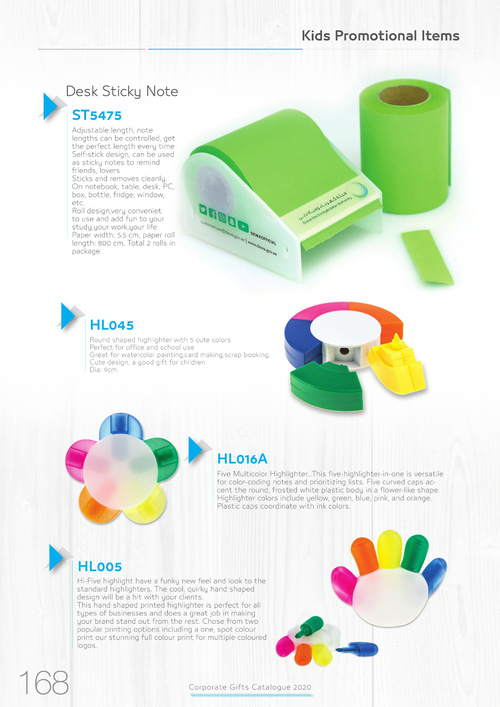 Kids Promotional Items
Desk Sticky Note
ST5475
Adjustable length, note
lengths can be controlled, get
the perfect length every time
Self-stick design, can be used
as sticky notes to remind
friends, lovers
Sticks and removes cleanly.
On notebook, table, desk, PC,
box, bottle, fridge, window,
etc.
Roll design,very conveniet
to use and add fun to your
study,your work,your life
Paper width: 5.5 cm, paper roll
length: 800 cm, Total 2 rolls in
package
DEWAOFFICIAL
HL045
Round shaped highlighter with 5 cute colors
Perfect for office and school use
Great for watercolor painting,card making,scrap booking.
Cute design, a good gift for children
Dia: 9cm
HL016A
Five Multicolor Highlighter...This five-highlighter-in-one is versatile
for color-coding notes and prioritizing lists. Five curved caps ac-
cent the round, frosted white plastic body in a flower-like shape.
Highlighter colors include yellow, green, blue, pink, and orange.
Plastic caps coordinate with ink colors.
HL005
Hi-Five highlight have a funky new feel and look to the
standard highlighters. The cool, quirky hand shaped
design will be a hit with your clients.
This hand shaped printed highlighter is perfect for all
types of businesses and does a great job in making
your brand stand out from the rest. Chose from two
popular printing options including a one, spot colour
print our stunning full colour print for multiple coloured
logos.
168
Corporate Gifts Catalogue 2020